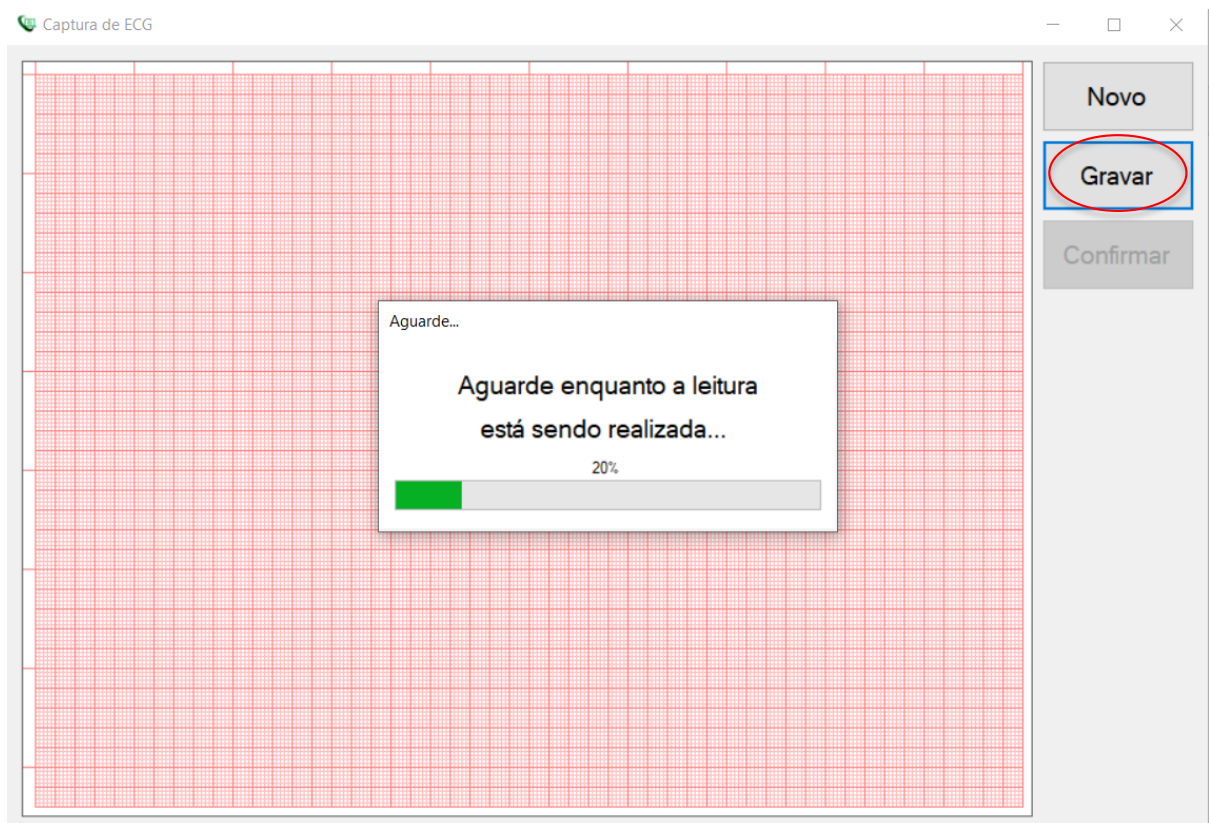 Captura de ECG
Novo
Gravar
Confirmar
Aguarde...
Aguarde enquanto a leitura
está sendo realizada...
20%